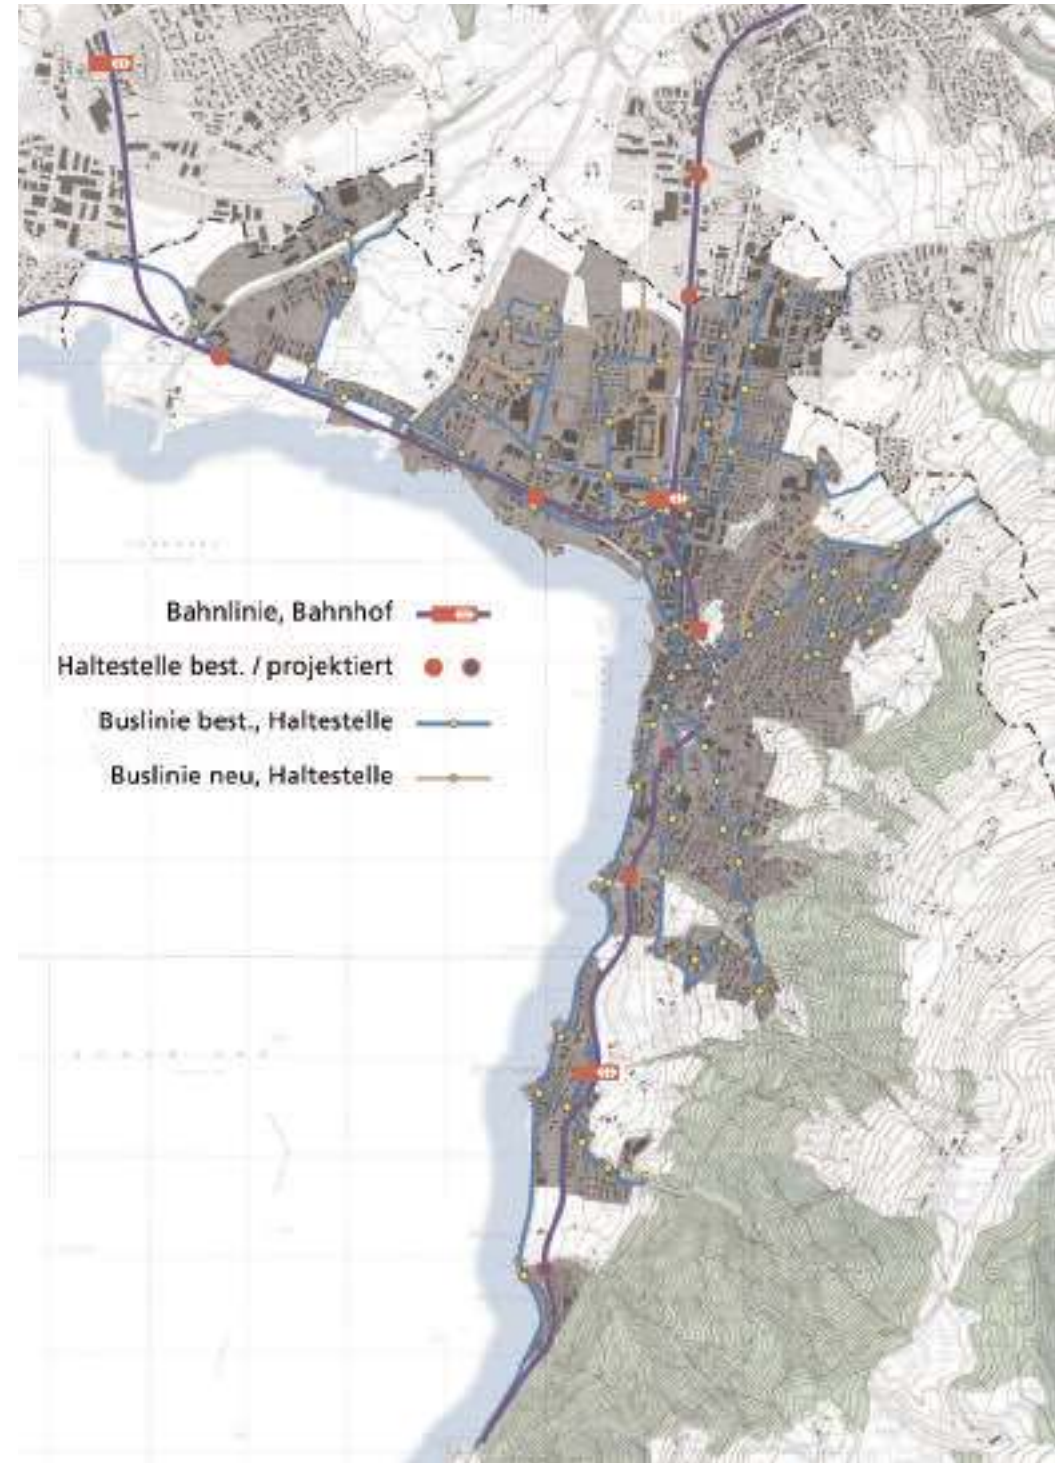 Bahnlinie, Bahnhof
Haltestelle best. / projektiert
Buslinie best., Haltestelle
Buslinie neu, Haltestelle